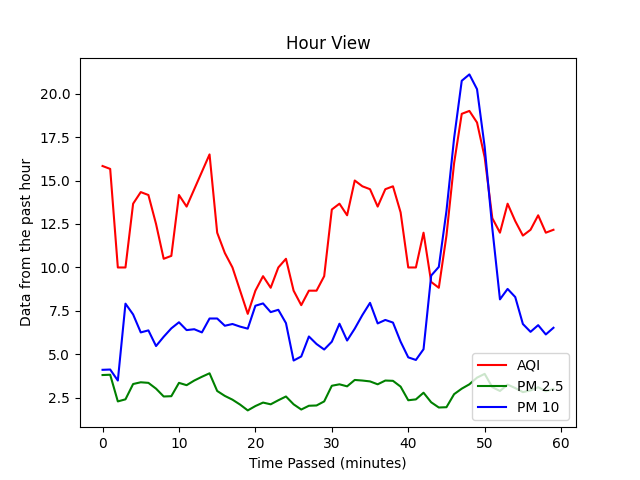 Hour View
Data from the past hour
20.0
17.5
15.0
12.5
10.0
7.5
5.0
2.5
AQI
PM 2.5
PM 10
0 10 20 30 40 50 60
Time Passed (minutes)